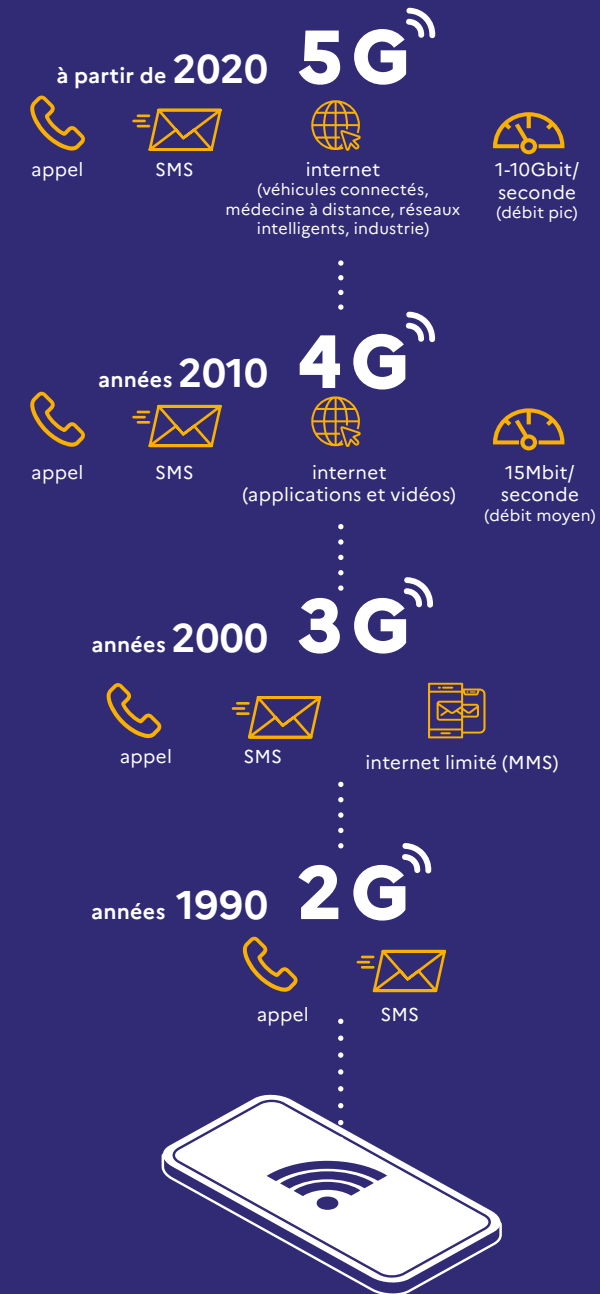 à partir de 2020 5G
appel
SMS
internet
(véhicules connectés,
médecine à distance, réseaux
intelligents, industrie)
1-10Gbit/
seconde
(débit pic)
années 2010 4G
appel
SMS
internet
(applications et vidéos)
15Mbit/
seconde
(débit moyen)
années 2000 3G
appel
SMS
internet limité (MMS)
années 1990 2G
appel
SMS